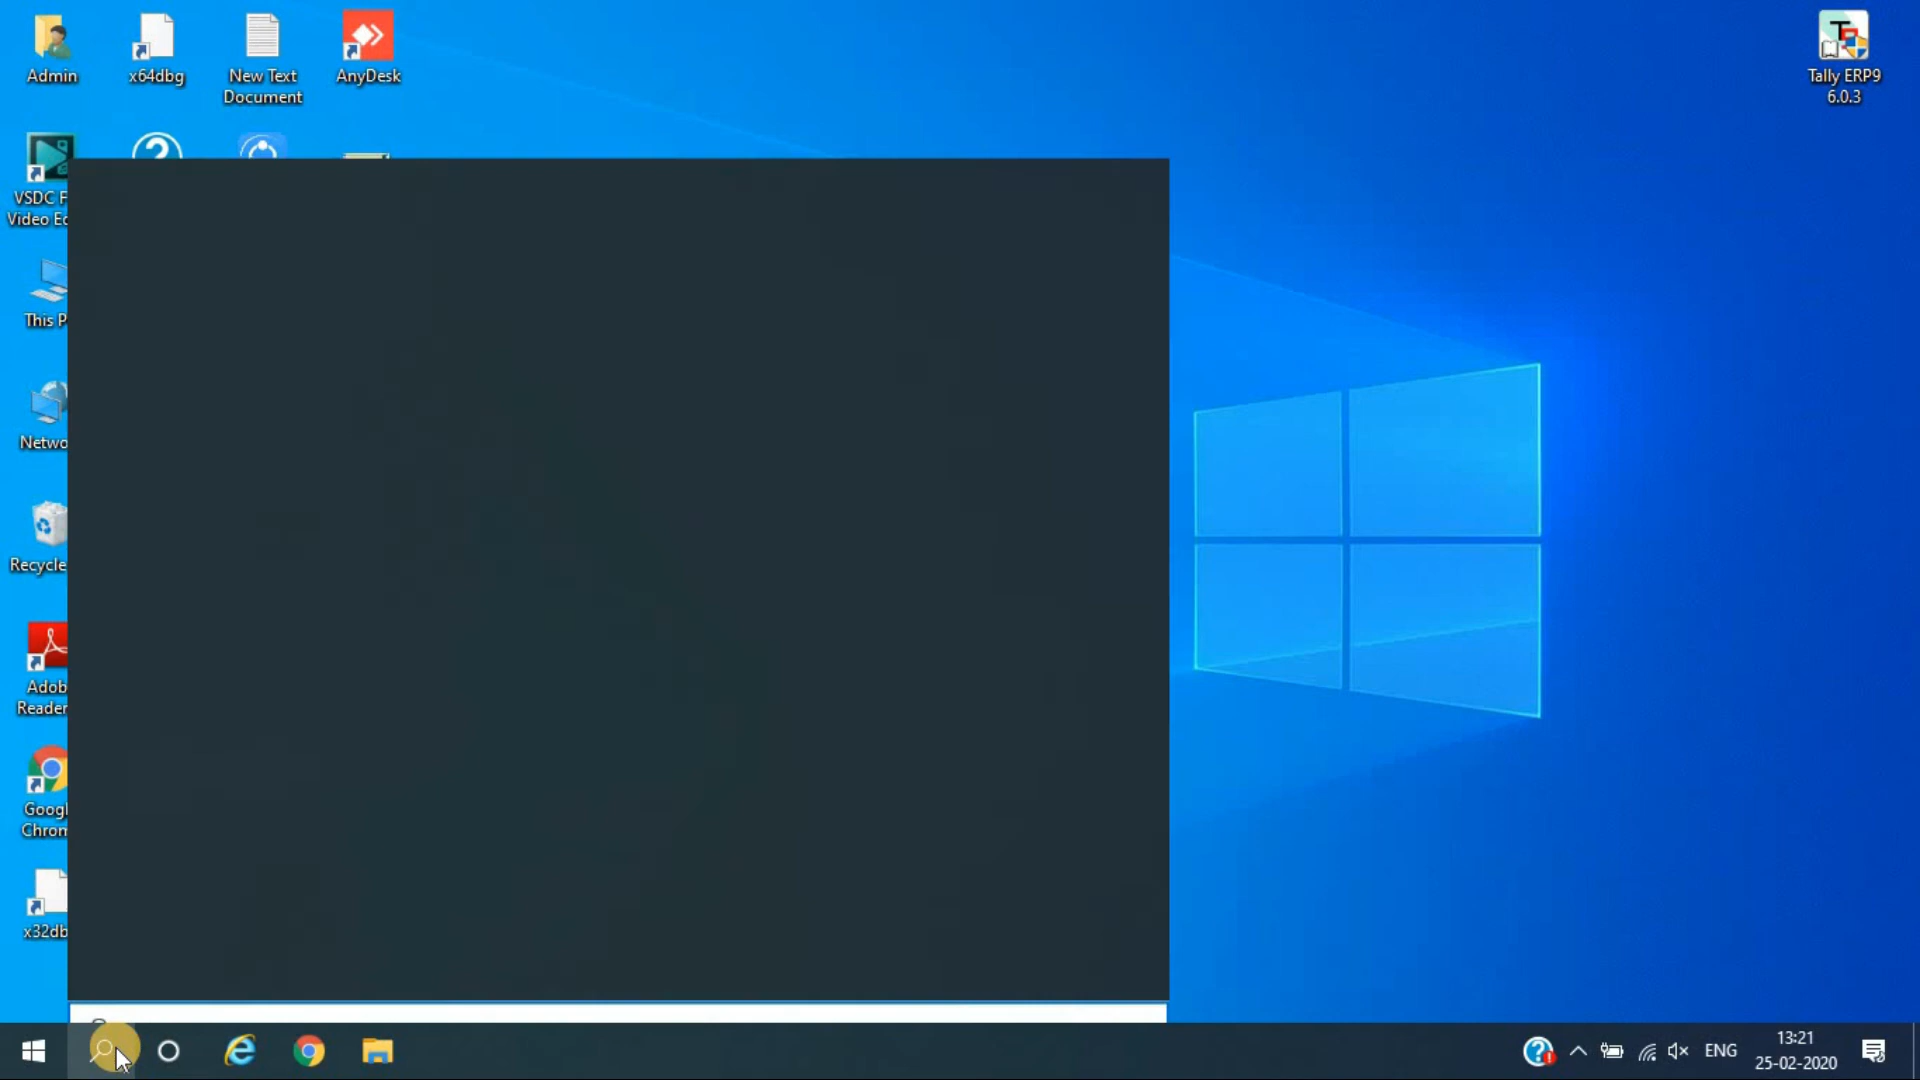 Admin
x64dbg
New Text
Document
AnyDesk
Tally ERP9
6.0.3
VSDC F
Video Ec
This P
Netwo
Recycle
Adob
Reader
Googl
Chrom
x32db
ENG
13:21
25-02-2020